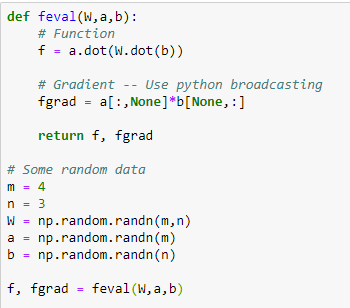 def feval(W,a,b):
    # Function
    f = a.dot(W.dot(b))

    # Gradient -- Use python broadcasting
    fgrad = a[:,None]*b[None,:]

    return f, fgrad

# Some random data
m = 4
n = 3
W = np.random.randn(m,n)
a = np.random.randn(m)
b = np.random.randn(n)

f, fgrad = feval(W,a,b)